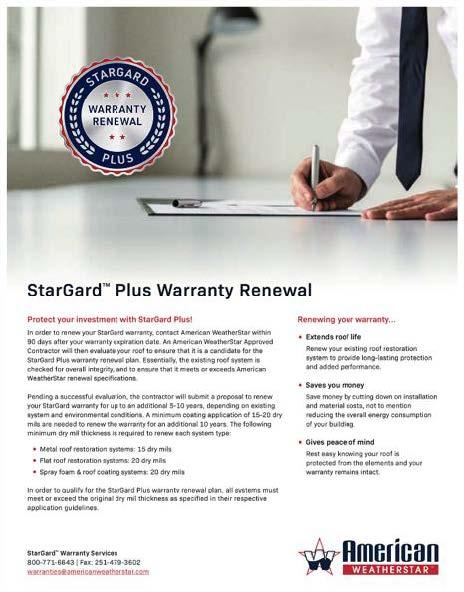 STARGARD
WARRANTY
RENEWAL
PLUS
StarGard™ Plus Warranty Renewal
Protect your investment with StarGard Plus!
In order to renew your StarGard warranty, contact American WeatherStar within
90 days after your warranty expiration date. An American WeatherStar Approved
Contractor will then evaluate your roof to ensure that it is a candidate for the
StarGard Plus warranty renewal plan. Essentially, the existing roof system is
checked for overall integrity, and to ensure that it meets or exceeds American
WeatherStar renewal specifications.
Pending a successful evaluation, the contractor will submit a proposal to renew
your StarGard warranty for up to an additional 5-10 years, depending on existing
system and environmental conditions. A minimum coating application of 15-20 dry
mils are needed to renew the warranty for an additional 10 years. The following
minimum dry mil thickness is required to renew each system type:
• Metal roof restoration systems: 15 dry mils
• Flat roof restoration systems: 20 dry mils
• Spray foam & roof coating systems: 20 dry mils
In order to qualify for the StarGard Plus warranty renewal plan, all systems must
meet or exceed the original dry mil thickness as specified in their respective
application guidelines.
Renewing your warranty...
• Extends roof life
Renew your existing roof restoration
system to provide long-lasting protection
and added performance.
• Saves you money
Save money by cutting down on installation
and material costs, not to mention
reducing the overall energy consumption
of your building.
• Gives peace of mind
Rest easy knowing your roof is
protected from the elements and your
warranty remains intact.
StarGard™ Warranty Services
800-771-6643 | Fax: 251-479-3602
warranties@americanweatherstar.com
American
WEATHERSTAR